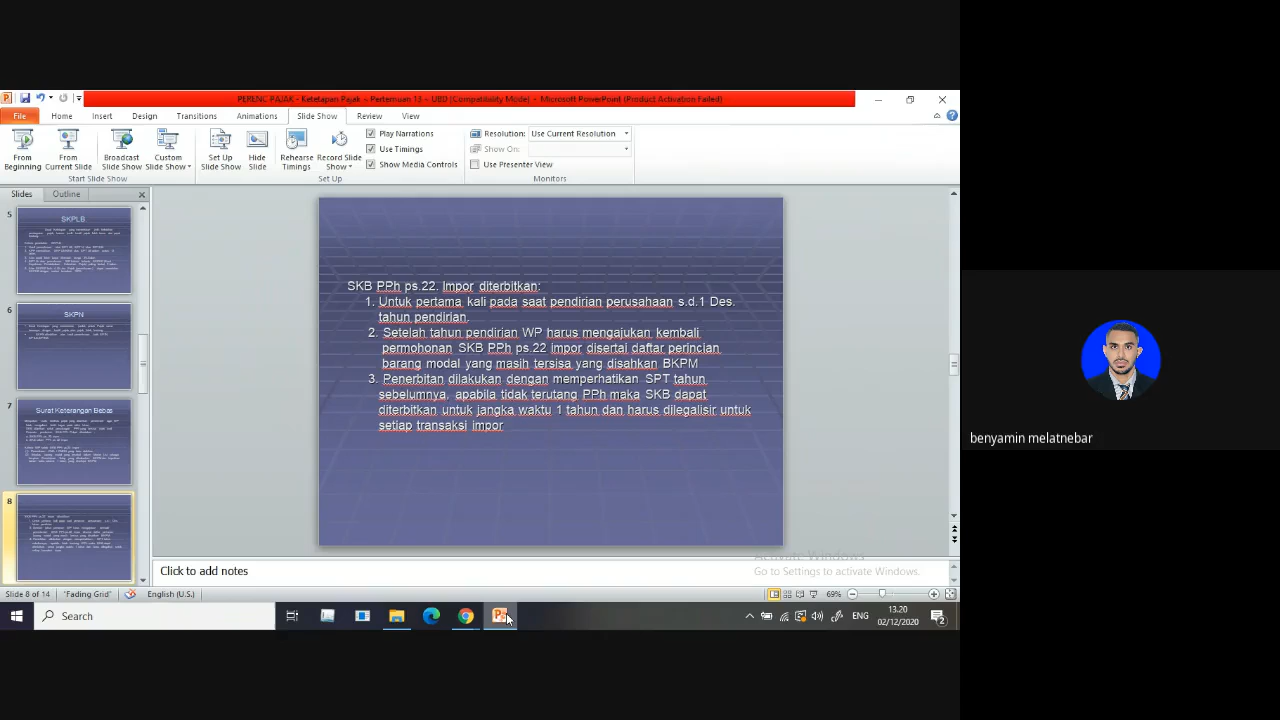 PERENC PAJAK - Ketetapan Pajak – Pertemuan 13 – UBD [Compatibility Mode] - Microsoft PowerPoint (Product Activation Failed)
File Home Insert Design Transitions Animations Slide Show Review View
From Beginning
From Current Slide
Broadcast Slide Show
Custom Slide Show
Set Up Slide Show
Hide Slide
Rehearse Timings
Record Slide Show
Play Narrations
Use Timings
Show Media Controls
Resolution: Use Current Resolution
Show On:
Use Presenter View
Start Slide Show Set Up Monitors
Slides Outline
5
SKPLB
6
SKPN
7
Surat Keterangan Bebas
8
SKB PPh ps.22. Impor diterbitkan:
1. Untuk pertama kali pada saat pendirian perusahaan s.d.1 Des.
tahun pendirian.
2. Setelah tahun pendirian WP harus mengajukan kembali
permohonan SKB PPh ps.22 impor disertai daftar perincian
barang modal yang masih tersisa yang disahkan BKPM
3. Penerbitan dilakukan dengan memperhatikan SPT tahun
sebelumnya, apabila tidak terutang PPh maka SKB dapat
diterbitkan untuk jangka waktu 1 tahun dan harus dilegalisir untuk
setiap transaksi impor
benyamin melatnebar
Activate Windows
Go to Settings to activate Windows.
Click to add notes
Slide 8 of 14 "Fading Grid" English (U.S.) 69%
Search
ENG
13.20
02/12/2020
2